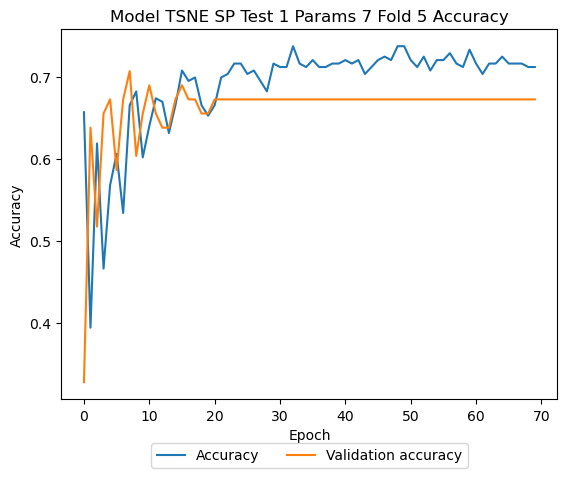 Model TSNE SP Test 1 Params 7 Fold 5 Accuracy
0.7
0.6
0.5
0.4
Accuracy
0 10 20 30 40 50 60 70
Epoch
Accuracy Validation accuracy